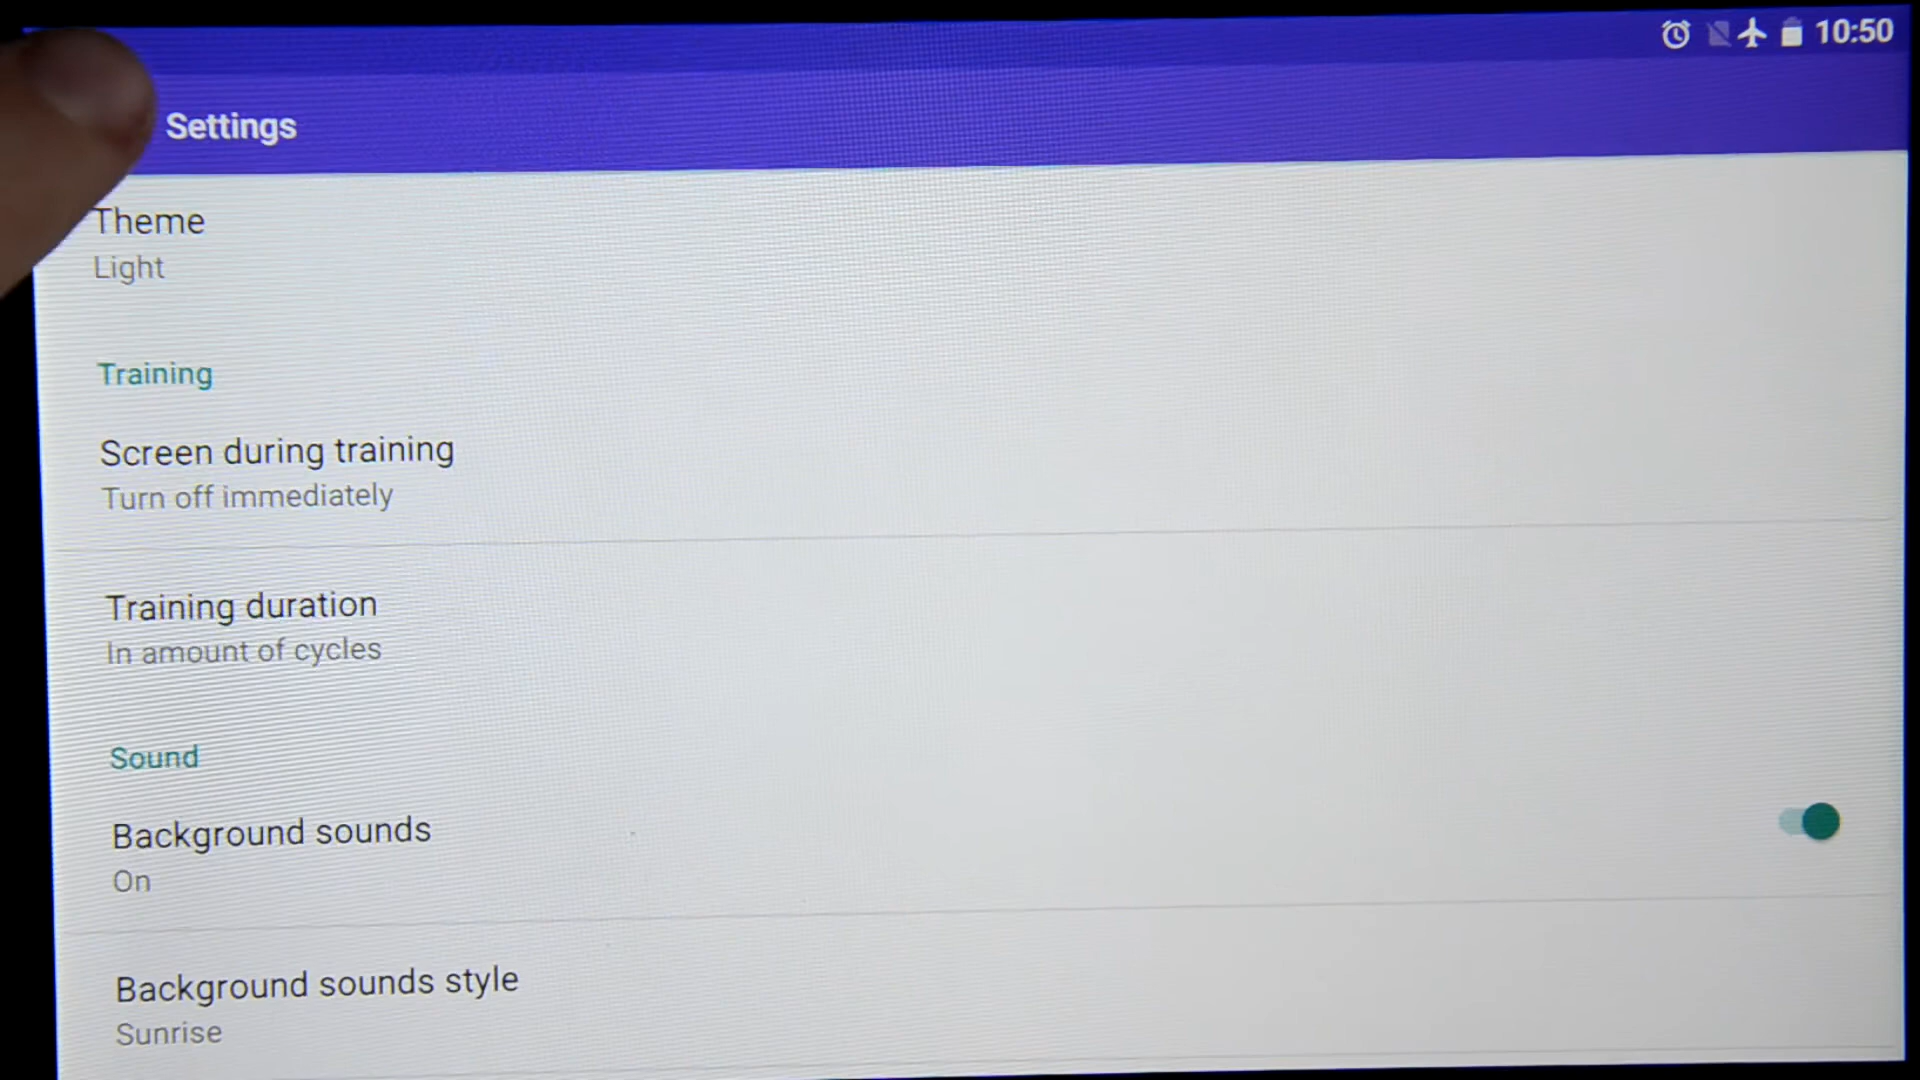 10:50
Settings
Theme
Light
Training
Screen during training
Turn off immediately
Training duration
In amount of cycles
Sound
Background sounds
On
Background sounds style
Sunrise